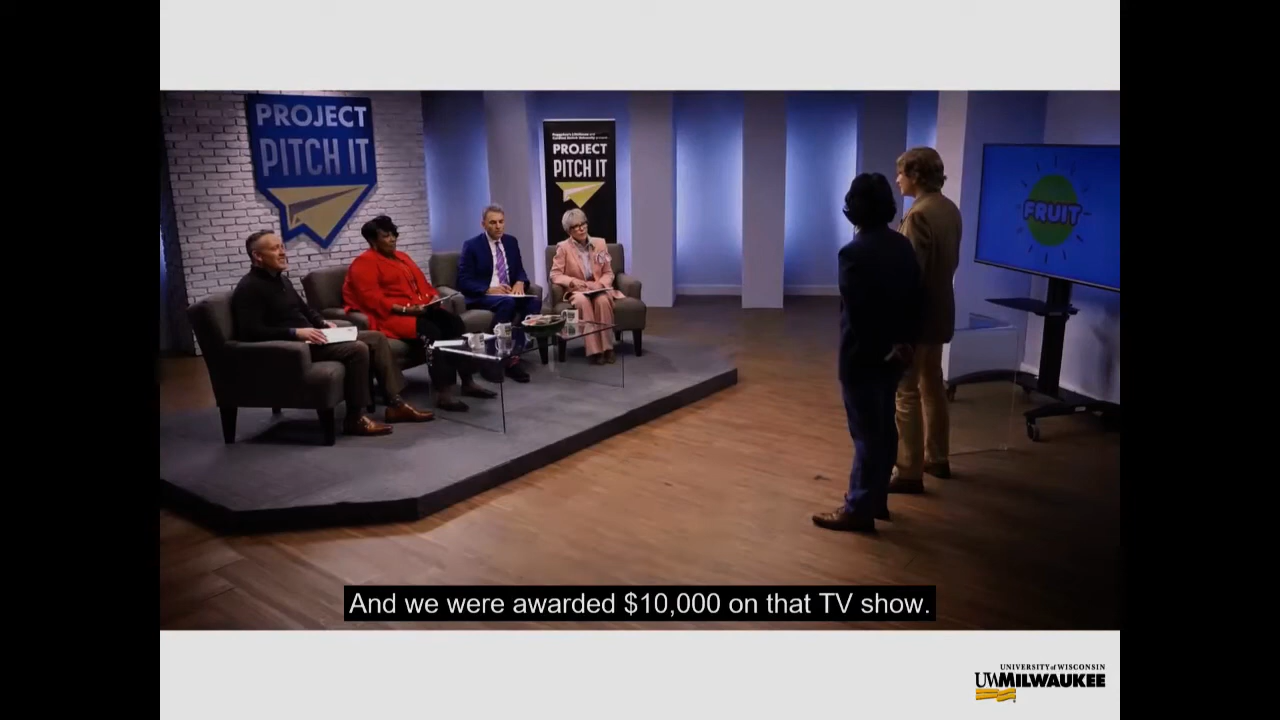 PROJECT
PITCH IT
PROJECT
PITCH IT
FRUIT
And we were awarded $10,000 on that TV show.
UNIVERSITY of WISCONSIN
UWMILWAUKEE